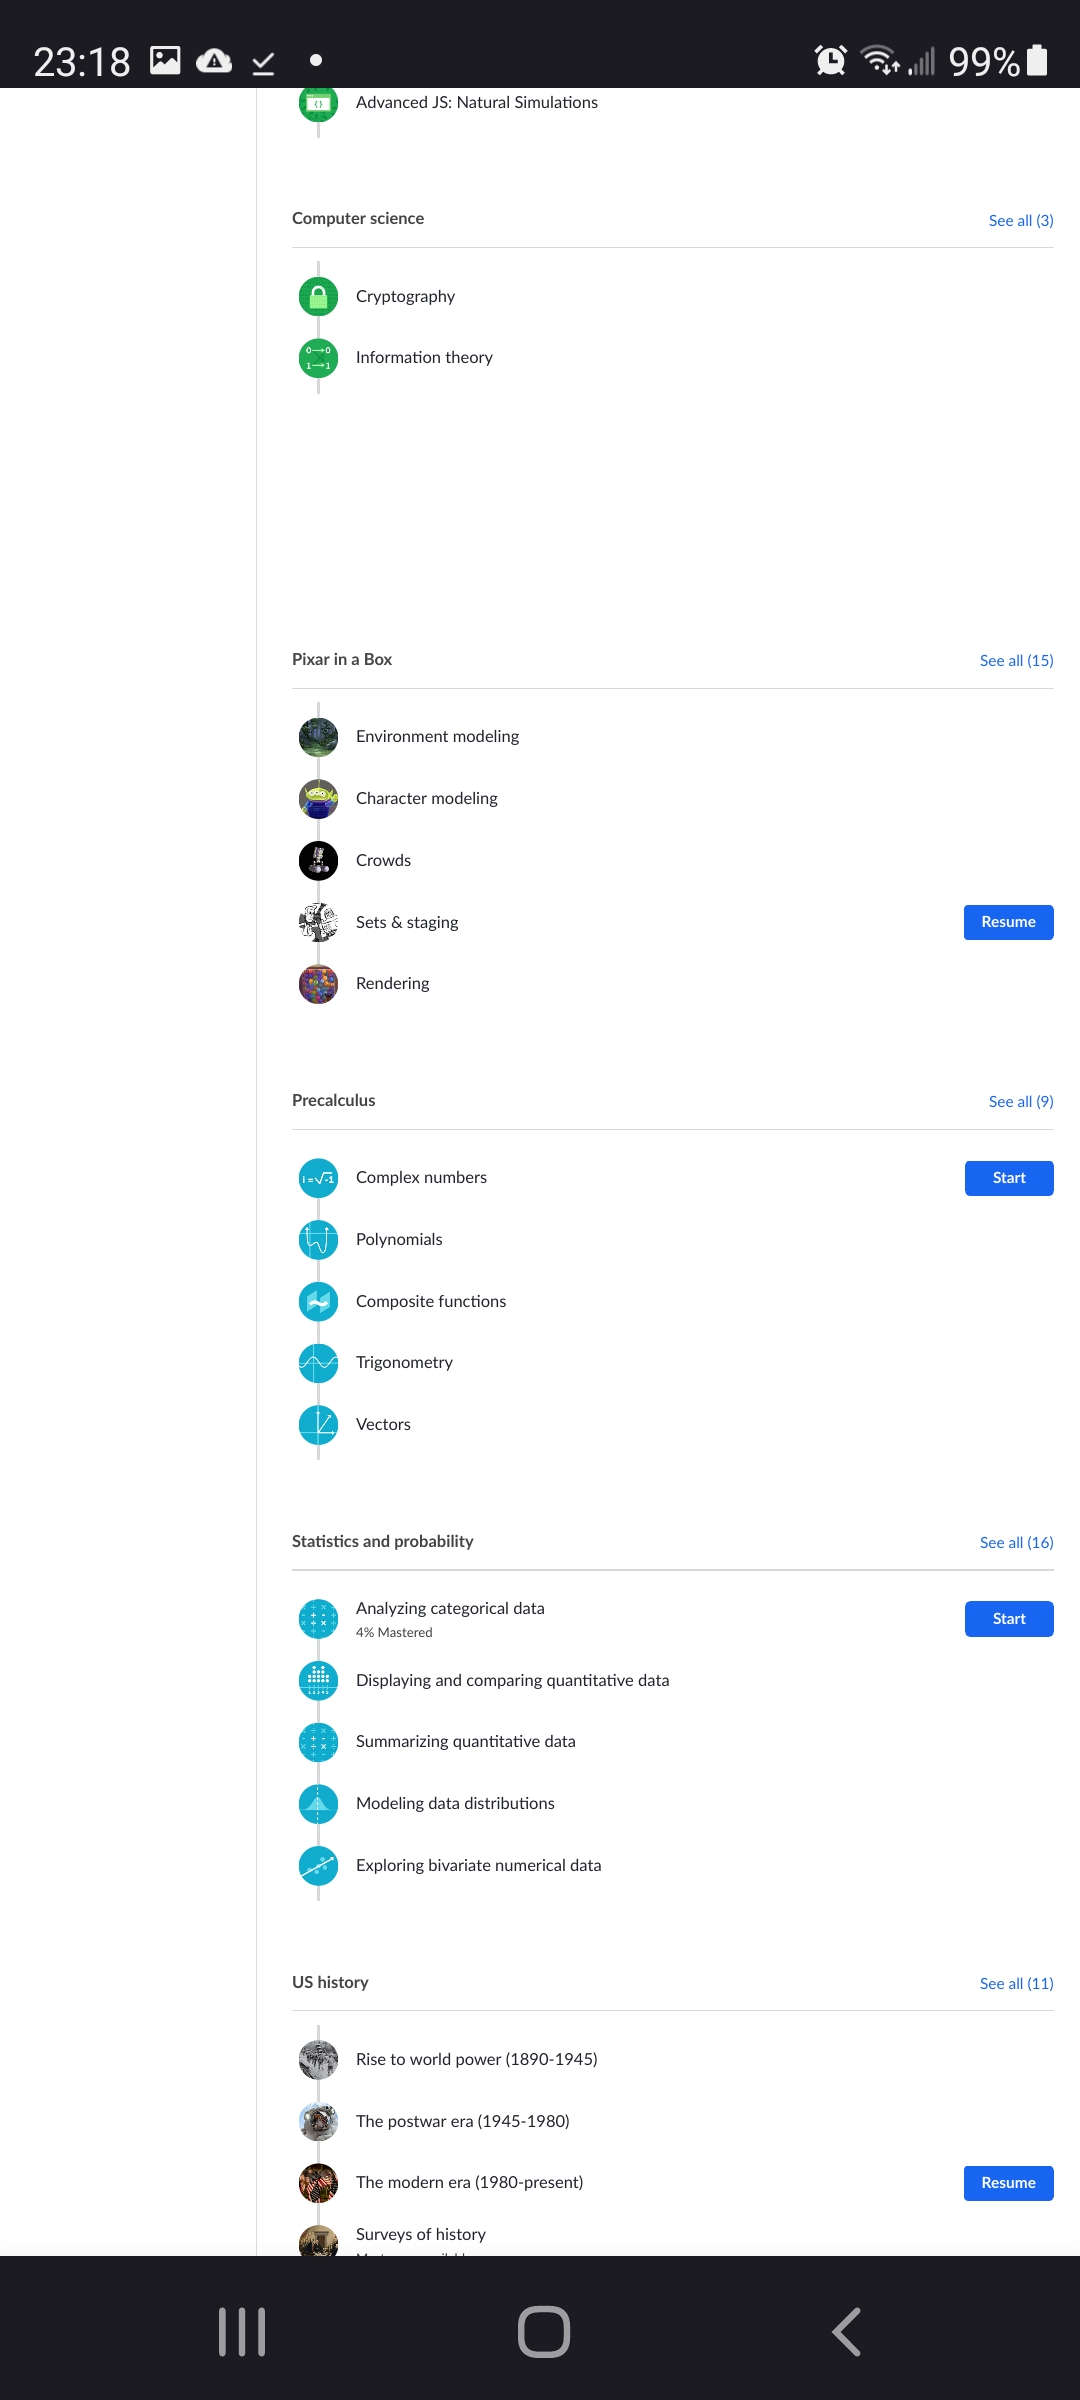 23:18 99%
Advanced JS: Natural Simulations
Computer science See all (3)
Cryptography
Information theory
Pixar in a Box See all (15)
Environment modeling
Character modeling
Crowds
Sets & staging Resume
Rendering
Precalculus See all (9)
Complex numbers Start
Polynomials
Composite functions
Trigonometry
Vectors
Statistics and probability See all (16)
Analyzing categorical data Start
4% Mastered
Displaying and comparing quantitative data
Summarizing quantitative data
Modeling data distributions
Exploring bivariate numerical data
US history See all (11)
Rise to world power (1890-1945)
The postwar era (1945-1980)
The modern era (1980-present) Resume
Surveys of history